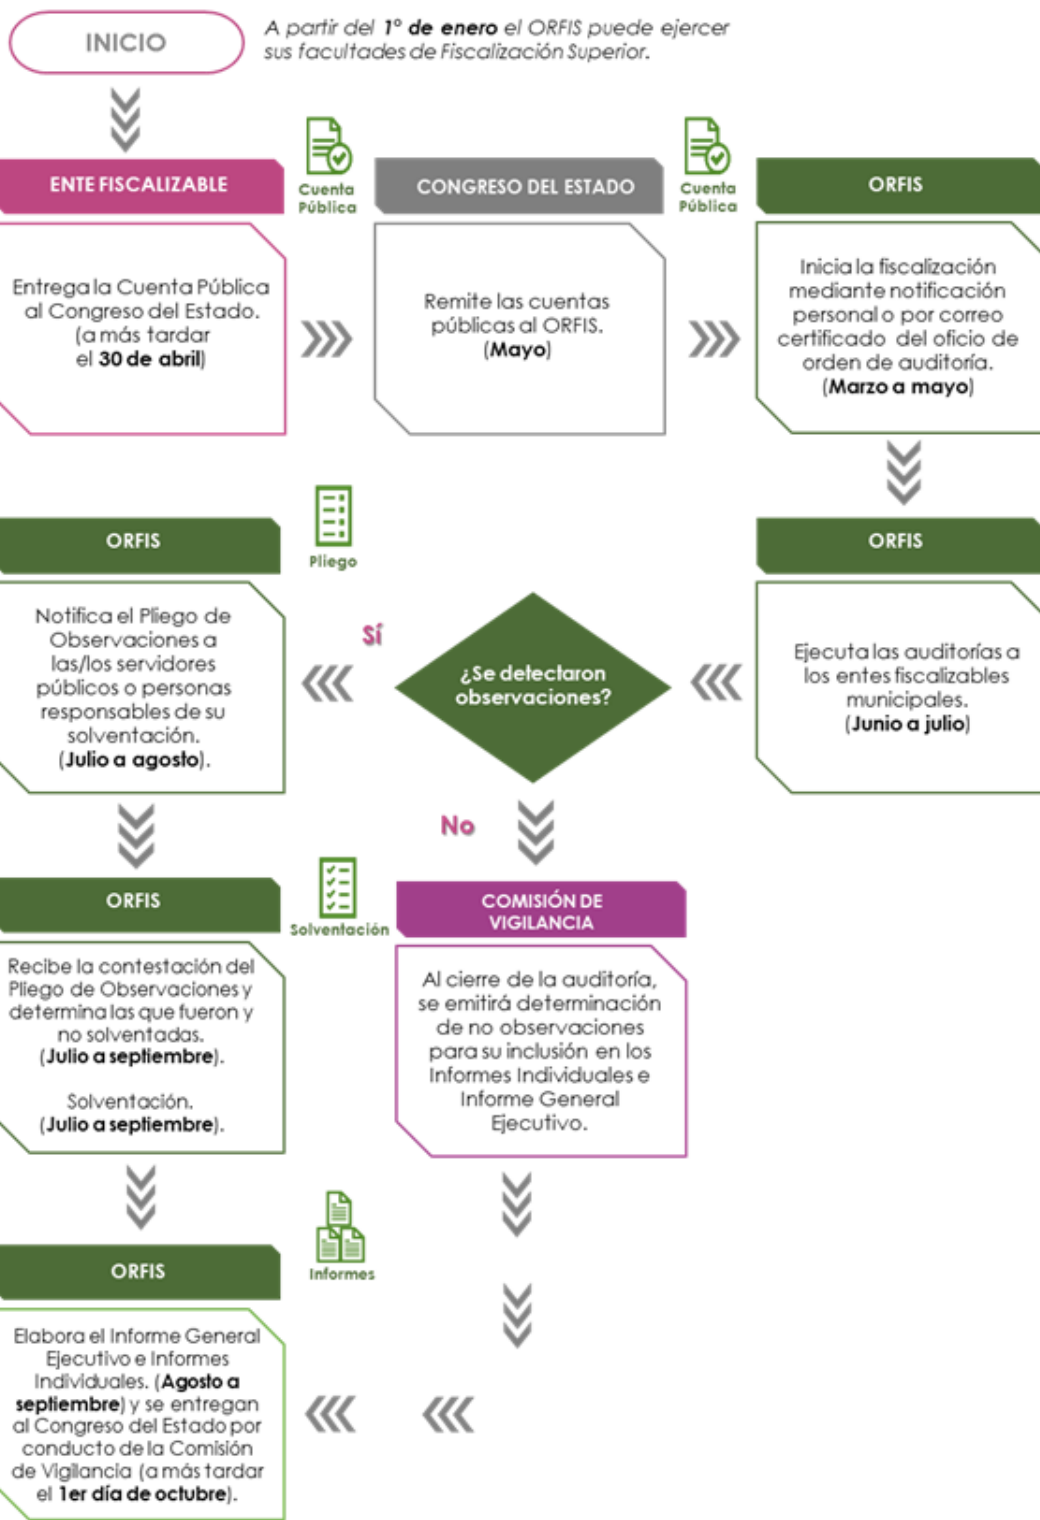 INICIO
A partir del 1° de enero el ORFIS puede ejercer
sus facultades de Fiscalización Superior.
ENTE FISCALIZABLE
Entrega la Cuenta Pública
al Congreso del Estado.
(a más tardar
el 30 de abril)
Cuenta
Pública
CONGRESO DEL ESTADO
Remite las cuentas
públicas al ORFIS.
(Mayo)
Cuenta
Pública
ORFIS
Inicia la fiscalización
mediante notificación
personal o por correo
certificado del oficio de
orden de auditoría.
(Marzo a mayo)
ORFIS
Ejecuta las auditorías a
los entes fiscalizables
municipales.
(Junio a julio)
¿Se detectaron
observaciones?
Sí
Pliego
ORFIS
Notifica el Pliego de
Observaciones a
las/los servidores
públicos o personas
responsables de su
solventación.
(Julio a agosto).
No
COMISIÓN DE
VIGILANCIA
Al cierre de la auditoría,
se emitirá determinación
de no observaciones
para su inclusión en los
Informes Individuales e
Informe General
Ejecutivo.
ORFIS
Solventación
Recibe la contestación del
Pliego de Observaciones y
determina las que fueron y
no solventadas.
(Julio a septiembre).
Solventación.
(Julio a septiembre).
ORFIS
Informes
Elabora el Informe General
Ejecutivo e Informes
Individuales. (Agosto a
septiembre) y se entregan
al Congreso del Estado por
conducto de la Comisión
de Vigilancia (a más tardar
el 1er día de octubre).